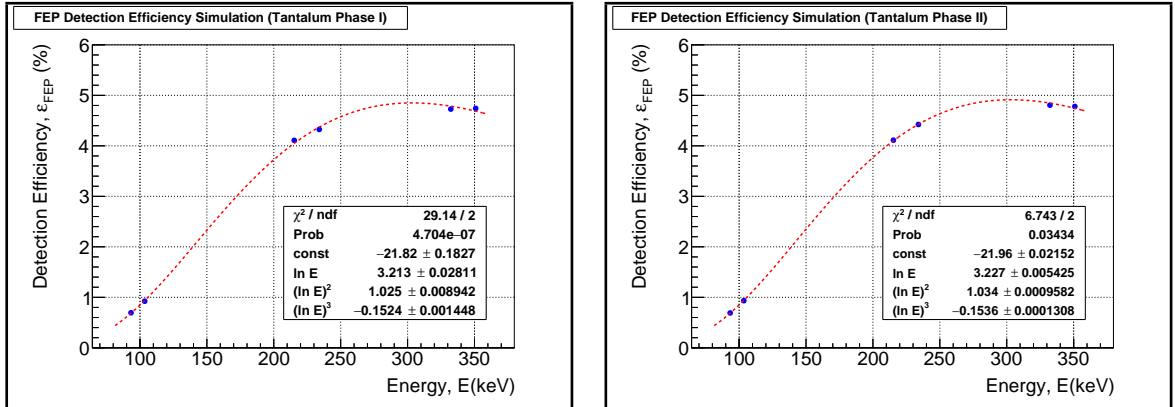 FEP Detection Efficiency Simulation (Tantalum Phase I)
Detection Efficiency, ε_FEP (%)
6
5
4
3
2
1
0
χ² / ndf 29.14 / 2
Prob 4.704e−07
const −21.82 ± 0.1827
ln E 3.213 ± 0.02811
(ln E)² 1.025 ± 0.008942
(ln E)³ −0.1524 ± 0.001448
100 150 200 250 300 350
Energy, E(keV)
FEP Detection Efficiency Simulation (Tantalum Phase II)
Detection Efficiency, ε_FEP (%)
6
5
4
3
2
1
0
χ² / ndf 6.743 / 2
Prob 0.03434
const −21.96 ± 0.02152
ln E 3.227 ± 0.005425
(ln E)² 1.034 ± 0.0009582
(ln E)³ −0.1536 ± 0.0001308
100 150 200 250 300 350
Energy, E(keV)